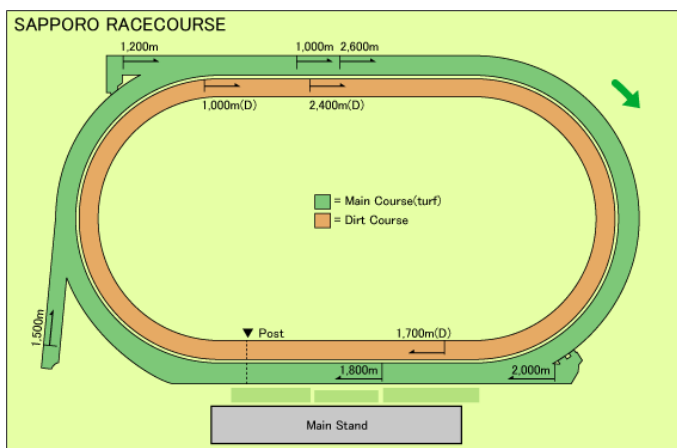 SAPPORO RACECOURSE
1,200m
1,000m
2,600m
1,000m(D)
2,400m(D)
= Main Course(turf)
= Dirt Course
1,500m
▼ Post
1,700m(D)
1,800m
2,000m
Main Stand